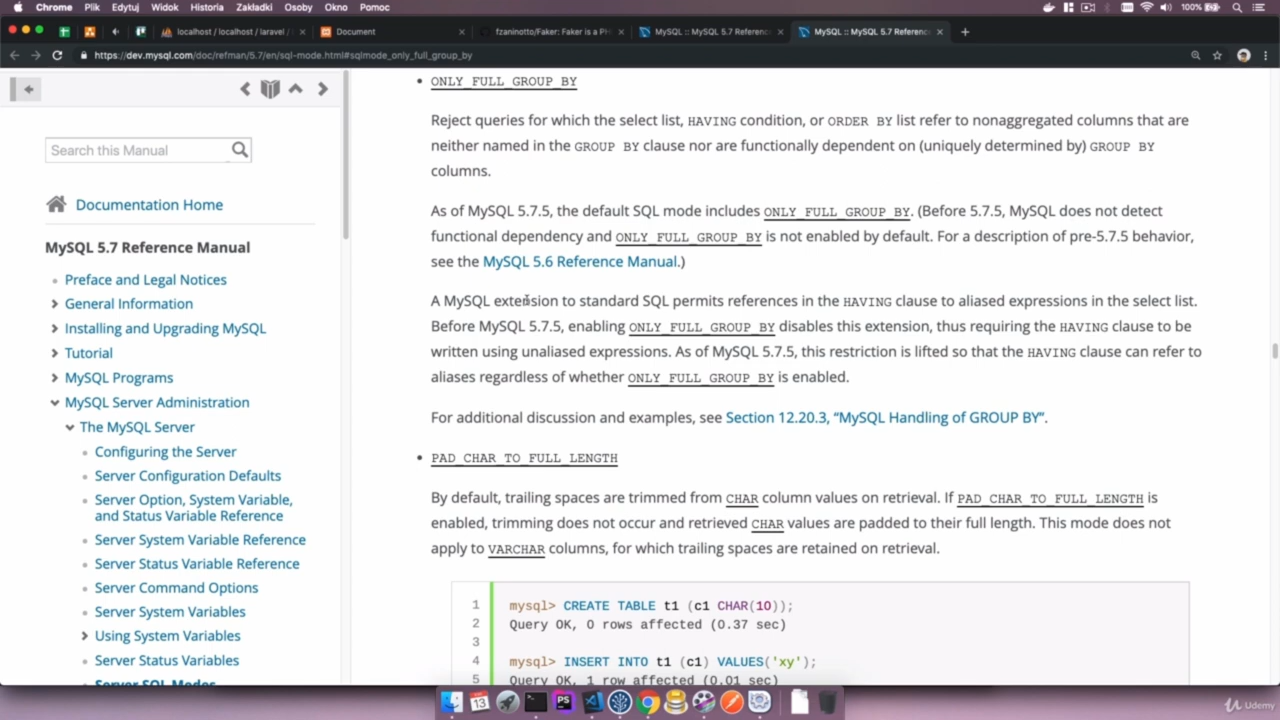 Chrome Plik Edytuj Widok Historia Zakładki Osoby Okno Pomoc 100%
localhost / localhost / laravel / Document fzaninotto/Faker: Faker is a PH MySQL :: MySQL 5.7 Reference MySQL :: MySQL 5.7 Reference
https://dev.mysql.com/doc/refman/5.7/en/sql-mode.html#sqlmode_only_full_group_by
Search this Manual
Documentation Home
MySQL 5.7 Reference Manual
Preface and Legal Notices
General Information
Installing and Upgrading MySQL
Tutorial
MySQL Programs
MySQL Server Administration
The MySQL Server
Configuring the Server
Server Configuration Defaults
Server Option, System Variable,
and Status Variable Reference
Server System Variable Reference
Server Status Variable Reference
Server Command Options
Server System Variables
Using System Variables
Server Status Variables
Server SQL Modes
• ONLY_FULL_GROUP_BY
Reject queries for which the select list, HAVING condition, or ORDER BY list refer to nonaggregated columns that are
neither named in the GROUP BY clause nor are functionally dependent on (uniquely determined by) GROUP BY
columns.
As of MySQL 5.7.5, the default SQL mode includes ONLY_FULL_GROUP_BY. (Before 5.7.5, MySQL does not detect
functional dependency and ONLY_FULL_GROUP_BY is not enabled by default. For a description of pre-5.7.5 behavior,
see the MySQL 5.6 Reference Manual.)
A MySQL extension to standard SQL permits references in the HAVING clause to aliased expressions in the select list.
Before MySQL 5.7.5, enabling ONLY_FULL_GROUP_BY disables this extension, thus requiring the HAVING clause to be
written using unaliased expressions. As of MySQL 5.7.5, this restriction is lifted so that the HAVING clause can refer to
aliases regardless of whether ONLY_FULL_GROUP_BY is enabled.
For additional discussion and examples, see Section 12.20.3, “MySQL Handling of GROUP BY”.
• PAD_CHAR_TO_FULL_LENGTH
By default, trailing spaces are trimmed from CHAR column values on retrieval. If PAD_CHAR_TO_FULL_LENGTH is
enabled, trimming does not occur and retrieved CHAR values are padded to their full length. This mode does not
apply to VARCHAR columns, for which trailing spaces are retained on retrieval.
1 mysql> CREATE TABLE t1 (c1 CHAR(10));
2 Query OK, 0 rows affected (0.37 sec)
3
4 mysql> INSERT INTO t1 (c1) VALUES('xy');
5 Query OK, 1 row affected (0.01 sec)
13
PS
Udemy